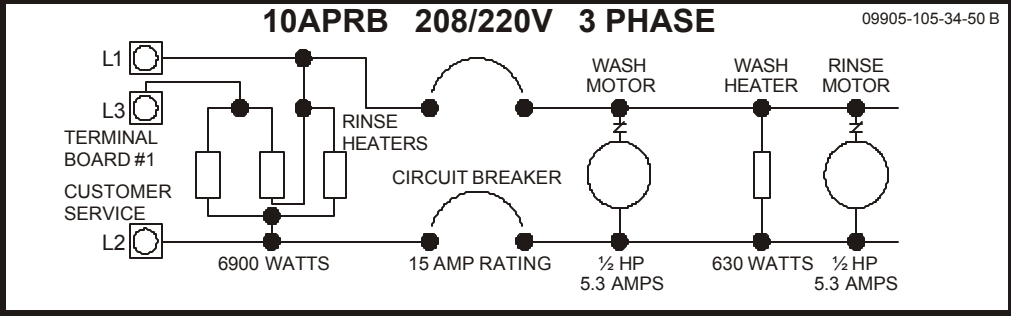 10APRB 208/220V 3 PHASE
09905-105-34-50 B
L1
L3
TERMINAL
BOARD #1
CUSTOMER
SERVICE
L2
RINSE
HEATERS
6900 WATTS
CIRCUIT BREAKER
15 AMP RATING
WASH
MOTOR
½ HP
5.3 AMPS
WASH
HEATER
630 WATTS
RINSE
MOTOR
½ HP
5.3 AMPS